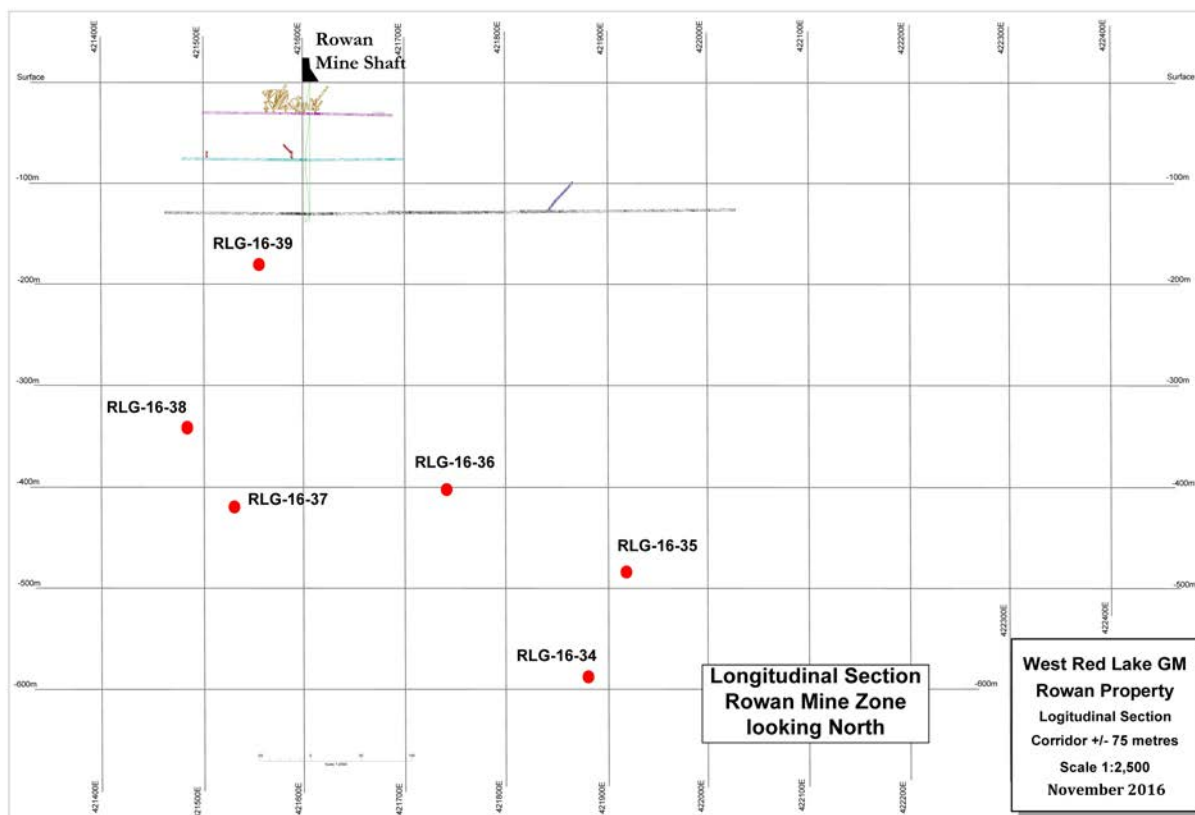 421400E
421500E
421600E
421700E
421800E
421900E
422000E
422100E
422200E
422300E
422400E
Rowan
Mine Shaft
Surface
Surface
-100m
-100m
RLG-16-39
-200m
-200m
-300m
-300m
RLG-16-38
RLG-16-36
-400m
-400m
RLG-16-37
RLG-16-35
-500m
-500m
422300E
422400E
RLG-16-34
-600m
-600m
Longitudinal Section
Rowan Mine Zone
looking North
West Red Lake GM
Rowan Property
Logitudinal Section
Corridor +/- 75 metres
Scale 1:2,500
November 2016
421400E
421500E
421600E
421700E
421800E
421900E
422000E
422100E
422200E